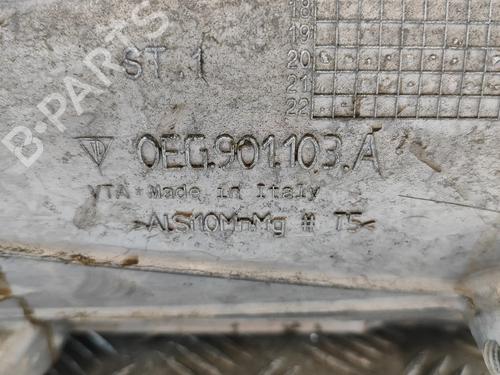 B-PARTS
18
19
20
21
22
ST.1
0EG.901.103.A
VTA * Made in Italy
>AlSi10MnMg # T5<